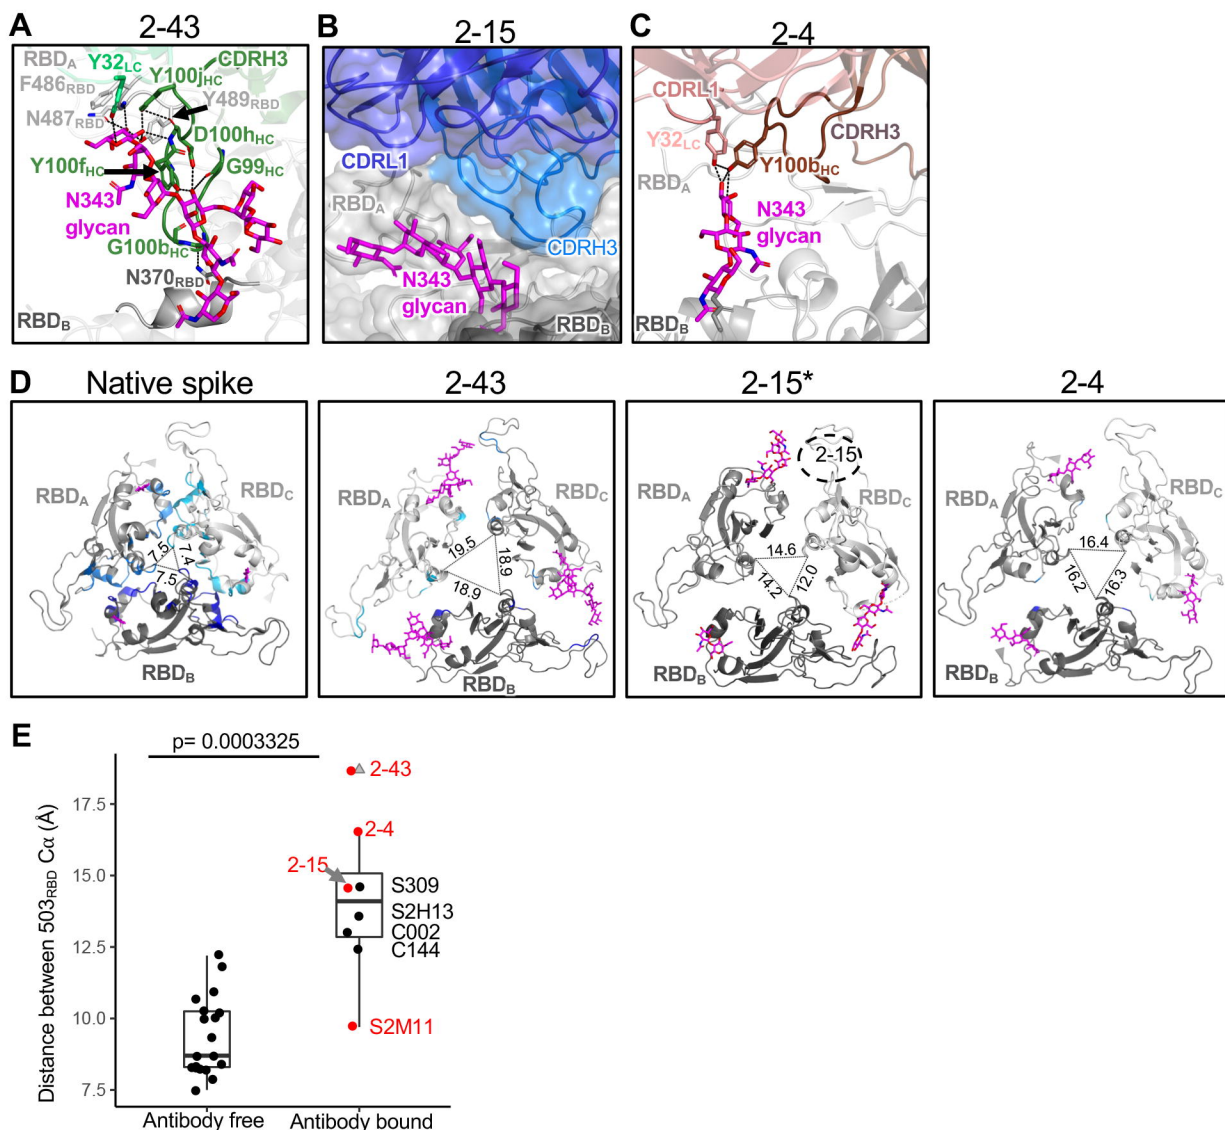 A
2-43
RBDA
Y32LC
CDRH3
Y100jHC
F486RBD
Y489RBD
N487RBD
D100hHC
Y100fHC
G99HC
N343
glycan
G100bHC
N370RBD
RBDB
B
2-15
CDRL1
RBDA
CDRH3
N343
glycan
RBDB
C
2-4
CDRL1
CDRH3
Y32LC
Y100bHC
RBDA
N343
glycan
RBDB
D
Native spike
RBDA
RBDC
7.5
7.4
7.5
RBDB
2-43
RBDA
RBDC
19.5
18.9
18.9
RBDB
2-15*
2-15
RBDA
RBDC
14.6
14.2
12.0
RBDB
2-4
RBDA
RBDC
16.4
16.2
16.3
RBDB
E
p= 0.0003325
Distance between 503RBD Cα (Å)
17.5
15.0
12.5
10.0
7.5
2-43
2-4
2-15
S309
S2H13
C002
C144
S2M11
Antibody free
Antibody bound